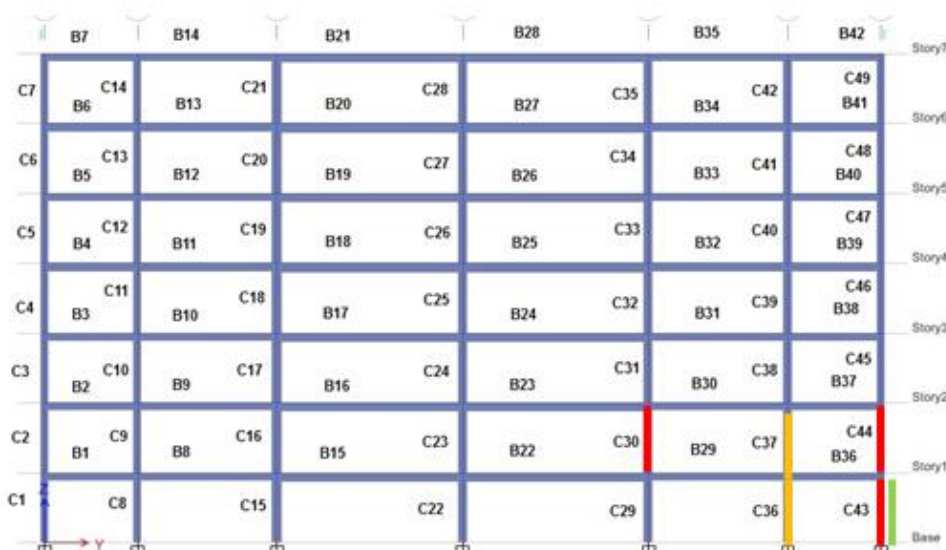 B7 B14 B21 B28 B35 B42
Story7
C7 C14 C21 C28 C35 C42 C49
B6 B13 B20 B27 B34 B41
Story6
C6 C13 C20 C27 C34 C41 C48
B5 B12 B19 B26 B33 B40
Story5
C5 C12 C19 C26 C33 C40 C47
B4 B11 B18 B25 B32 B39
Story4
C4 C11 C18 C25 C32 C39 C46
B3 B10 B17 B24 B31 B38
Story3
C3 C10 C17 C24 C31 C38 C45
B2 B9 B16 B23 B30 B37
Story2
C2 C9 C16 C23 C30 C37 C44
B1 B8 B15 B22 B29 B36
Story1
C1 C8 C15 C22 C29 C36 C43
Z
Y
Base